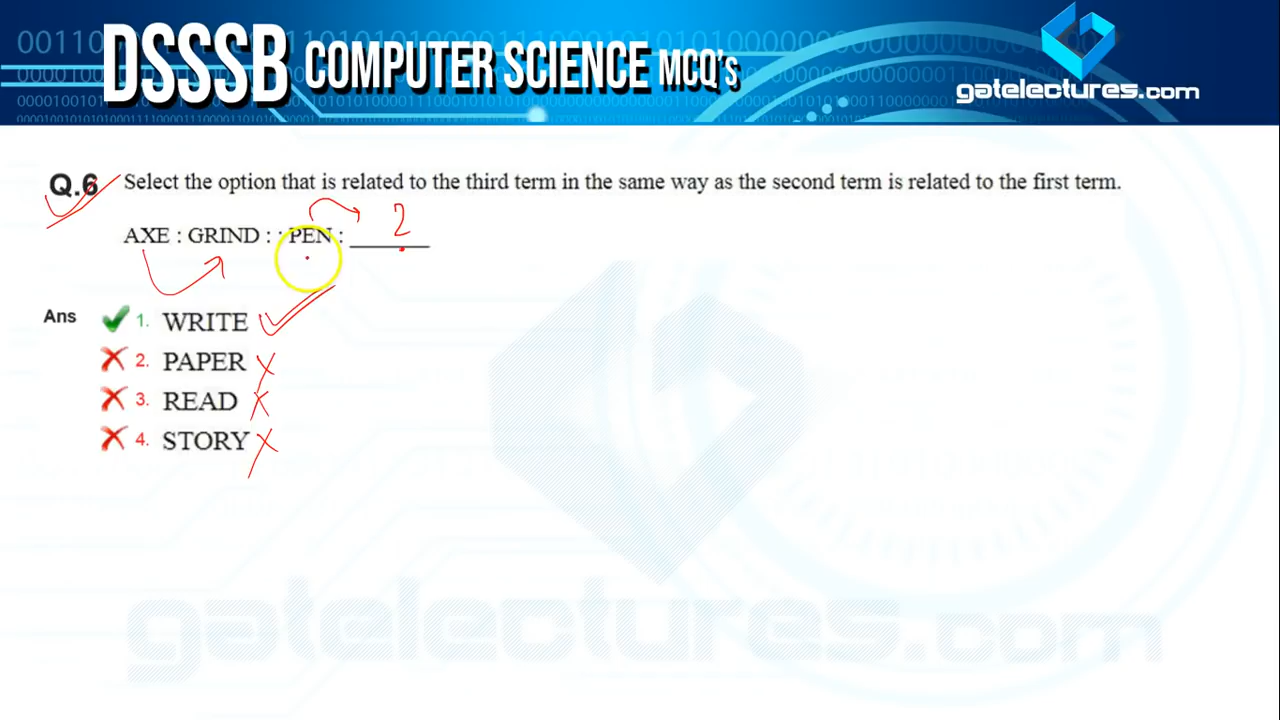 DSSSB COMPUTER SCIENCE MCQ's
gatelectures.com
Q.6 Select the option that is related to the third term in the same way as the second term is related to the first term.
2
AXE : GRIND : : PEN : ________
Ans 1. WRITE
2. PAPER
3. READ
4. STORY
gatelectures.com